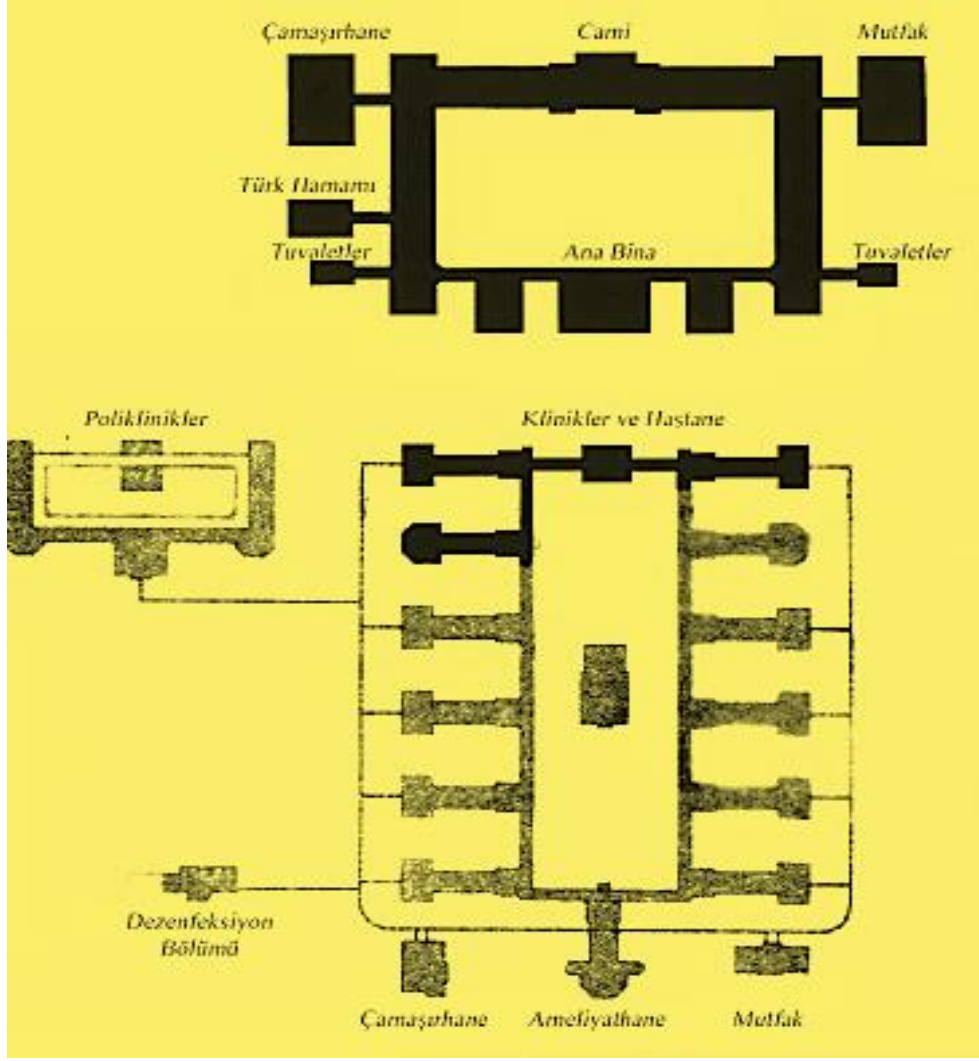 Çamaşırhane
Cami
Mutfak
Türk Hamamı
Tuvaletler
Ana Bina
Tuvaletler
Poliklinikler
Klinikler ve Hastane
Dezenfeksiyon
Bölümü
Çamaşırhane
Ameliyathane
Mutfak